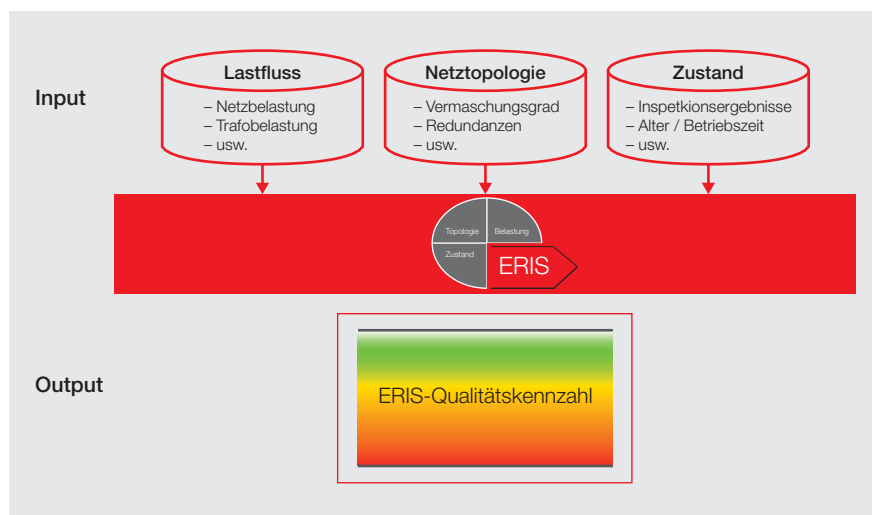 Input
Lastfluss
– Netzbelastung
– Trafobelastung
– usw.
Netztopologie
– Vermaschungsgrad
– Redundanzen
– usw.
Zustand
– Inspetkionsergebnisse
– Alter / Betriebszeit
– usw.
Topologie
Belastung
Zustand
ERIS
Output
ERIS-Qualitätskennzahl